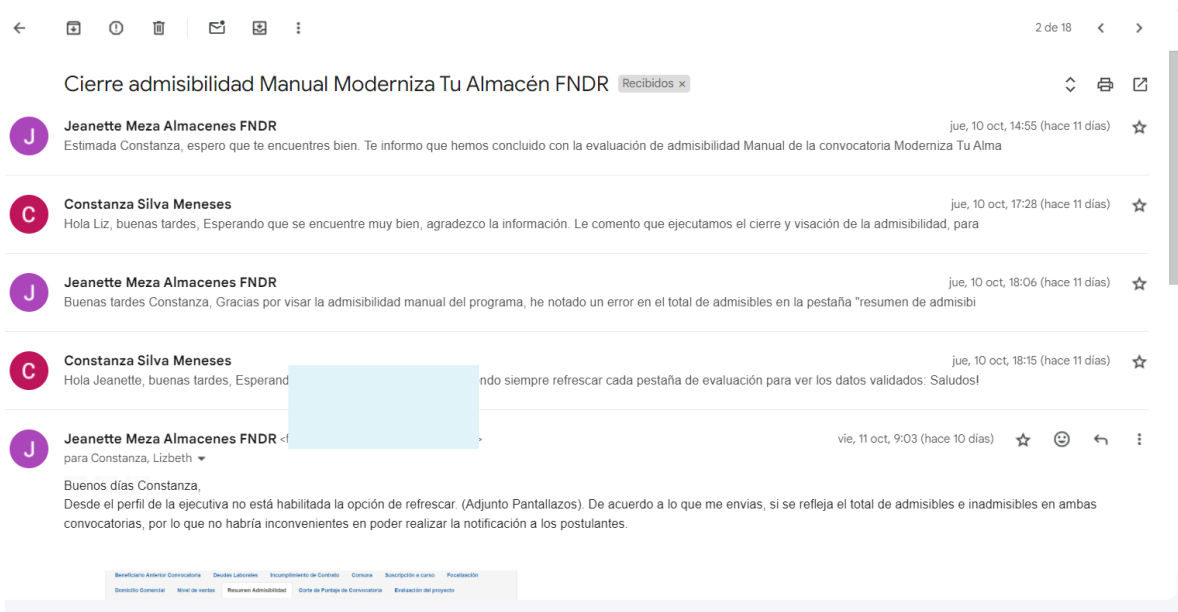 2 de 18
Cierre admisibilidad Manual Moderniza Tu Almacén FNDR Recibidos ×
J
Jeanette Meza Almacenes FNDR jue, 10 oct, 14:55 (hace 11 días)
Estimada Constanza, espero que te encuentres bien. Te informo que hemos concluido con la evaluación de admisibilidad Manual de la convocatoria Moderniza Tu Alma
C
Constanza Silva Meneses jue, 10 oct, 17:28 (hace 11 días)
Hola Liz, buenas tardes, Esperando que se encuentre muy bien, agradezco la información. Le comento que ejecutamos el cierre y visación de la admisibilidad, para
J
Jeanette Meza Almacenes FNDR jue, 10 oct, 18:06 (hace 11 días)
Buenas tardes Constanza, Gracias por visar la admisibilidad manual del programa, he notado un error en el total de admisibles en la pestaña "resumen de admisibi
C
Constanza Silva Meneses jue, 10 oct, 18:15 (hace 11 días)
Hola Jeanette, buenas tardes, Esperand ndo siempre refrescar cada pestaña de evaluación para ver los datos validados: Saludos!
J
Jeanette Meza Almacenes FNDR <f > vie, 11 oct, 9:03 (hace 10 días)
para Constanza, Lizbeth
Buenos días Constanza,
Desde el perfil de la ejecutiva no está habilitada la opción de refrescar. (Adjunto Pantallazos). De acuerdo a lo que me envias, si se refleja el total de admisibles e inadmisibles en ambas
convocatorias, por lo que no habría inconvenientes en poder realizar la notificación a los postulantes.
Beneficiario Anterior Convocatoria Deudas Laborales Incumplimiento de Contrato Comuna Suscripción a curso Focalización
Domicilio Comercial Nivel de ventas Resumen Admisibilidad Corte de Puntaje de Convocatoria Evaluación del proyecto